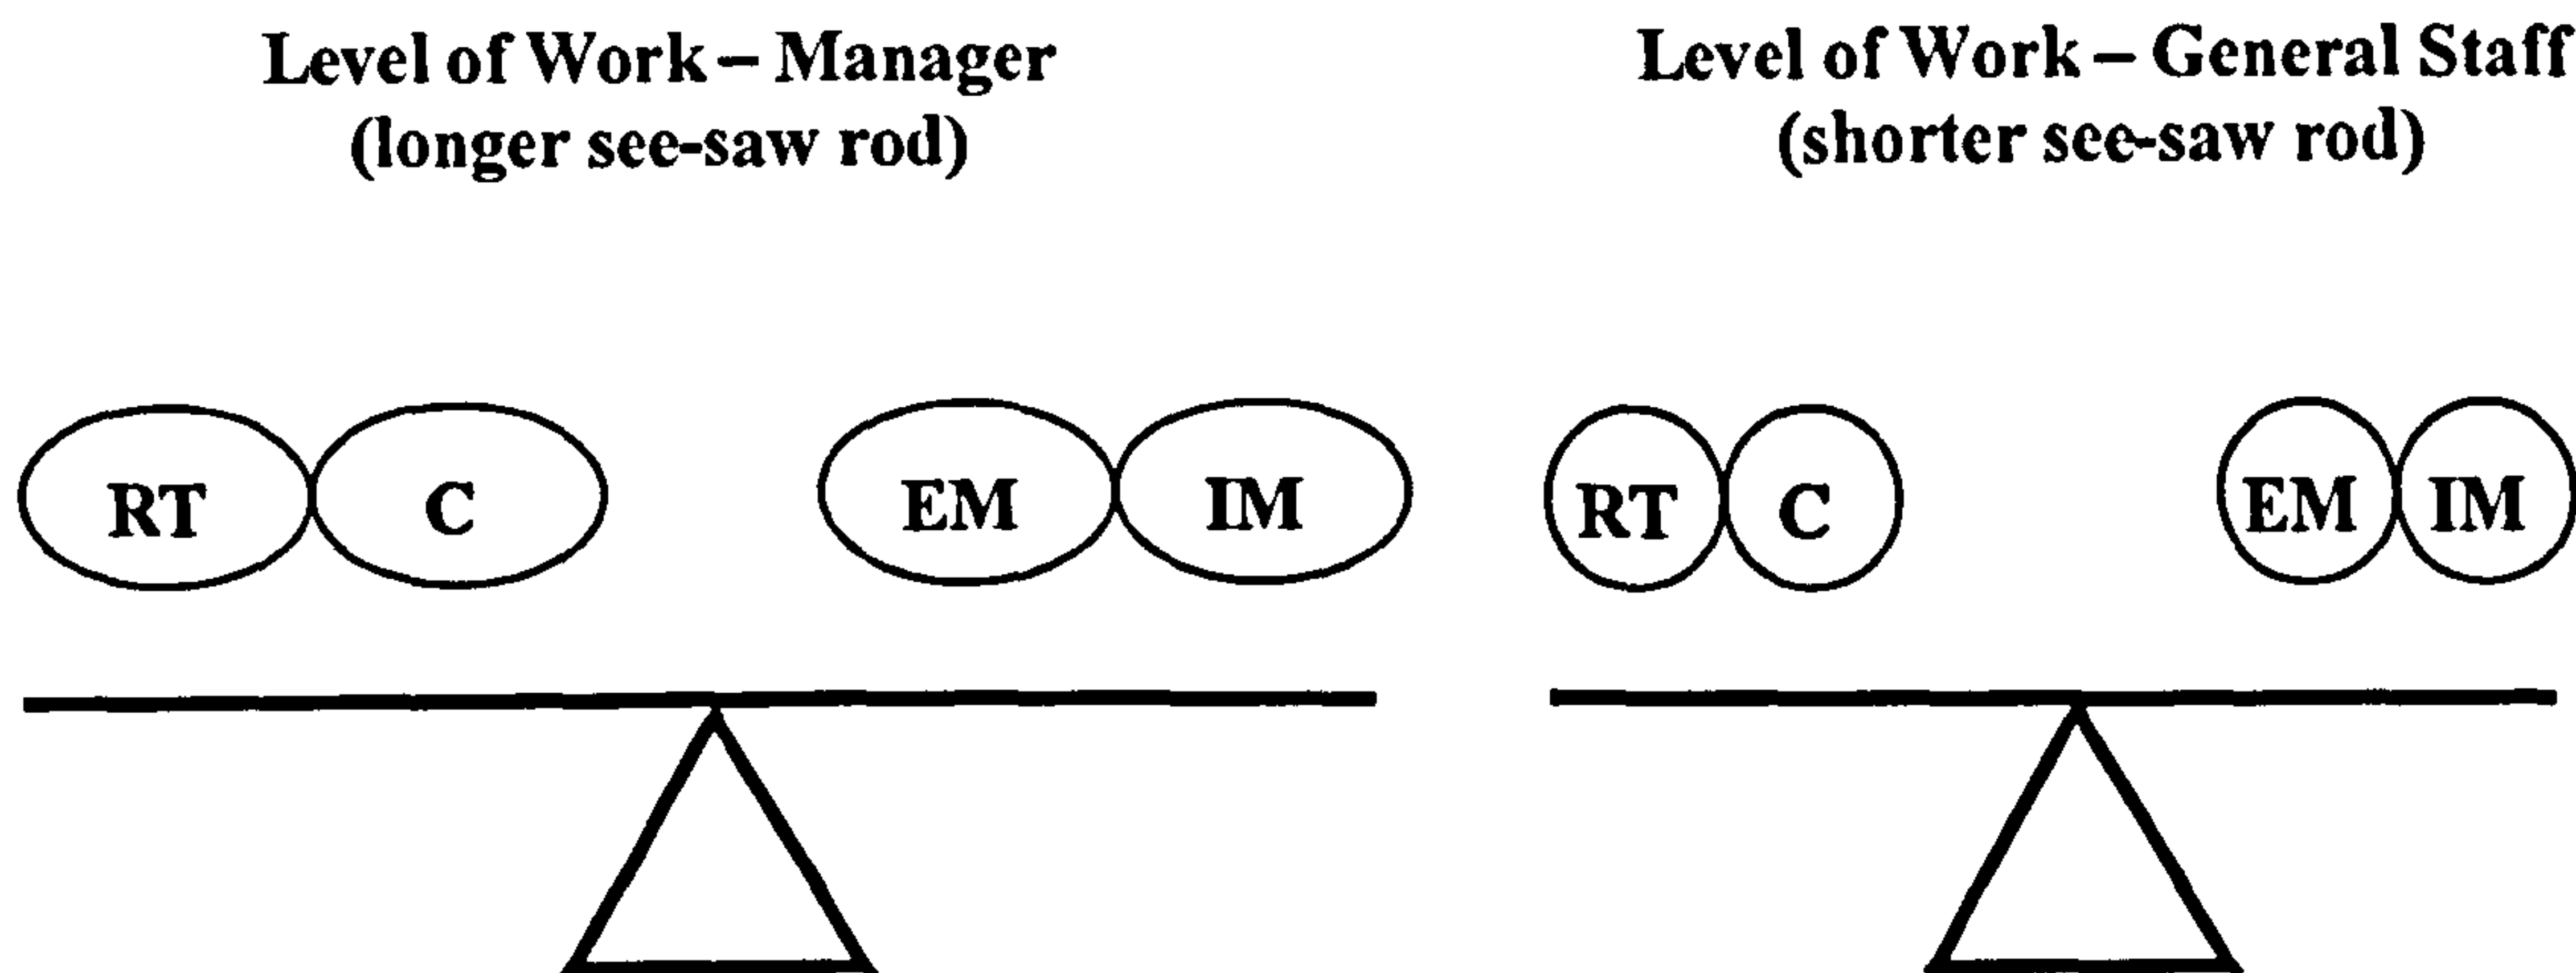 Level of Work – Manager
(longer see-saw rod)
Level of Work – General Staff
(shorter see-saw rod)
RT C EM IM
RT C EM IM